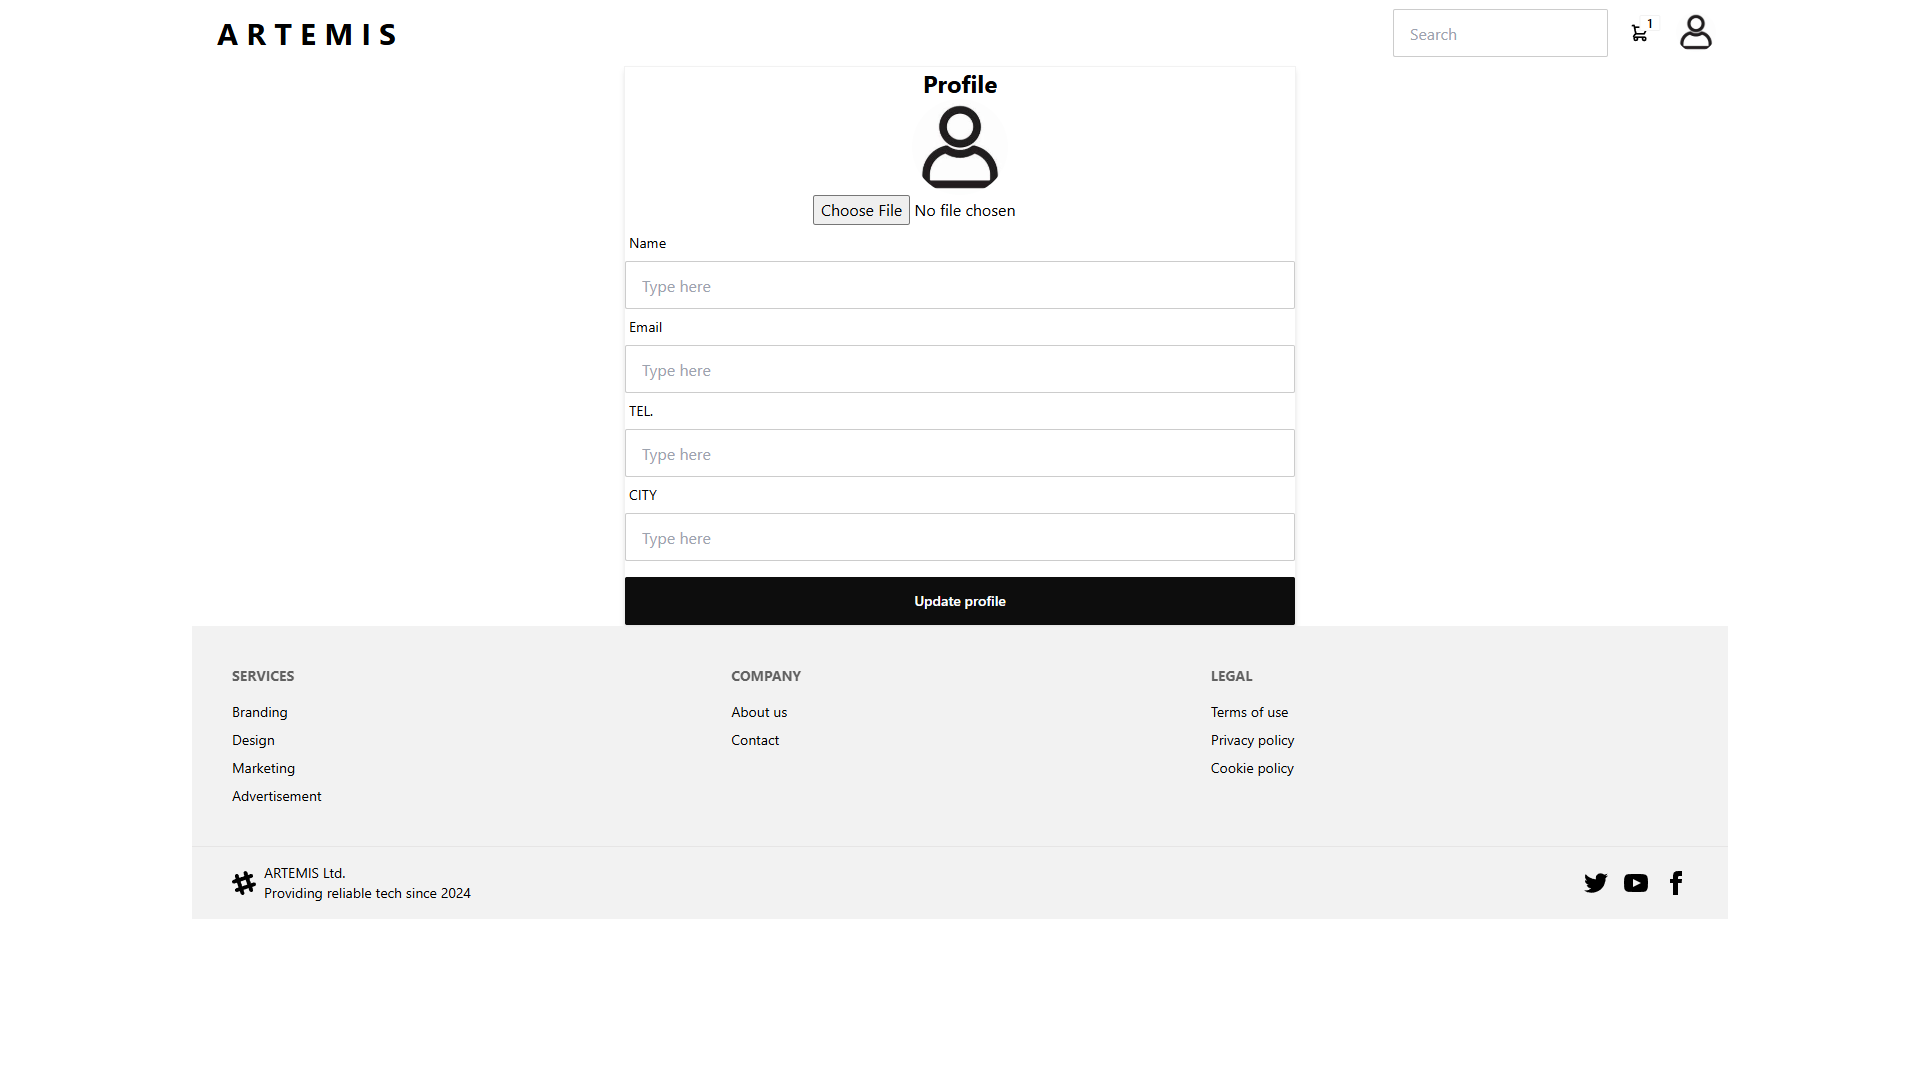 ARTEMIS
Search
1
Profile
Choose File No file chosen
Name
Type here
Email
Type here
TEL.
Type here
CITY
Type here
Update profile
SERVICES
Branding
Design
Marketing
Advertisement
COMPANY
About us
Contact
LEGAL
Terms of use
Privacy policy
Cookie policy
ARTEMIS Ltd.
Providing reliable tech since 2024